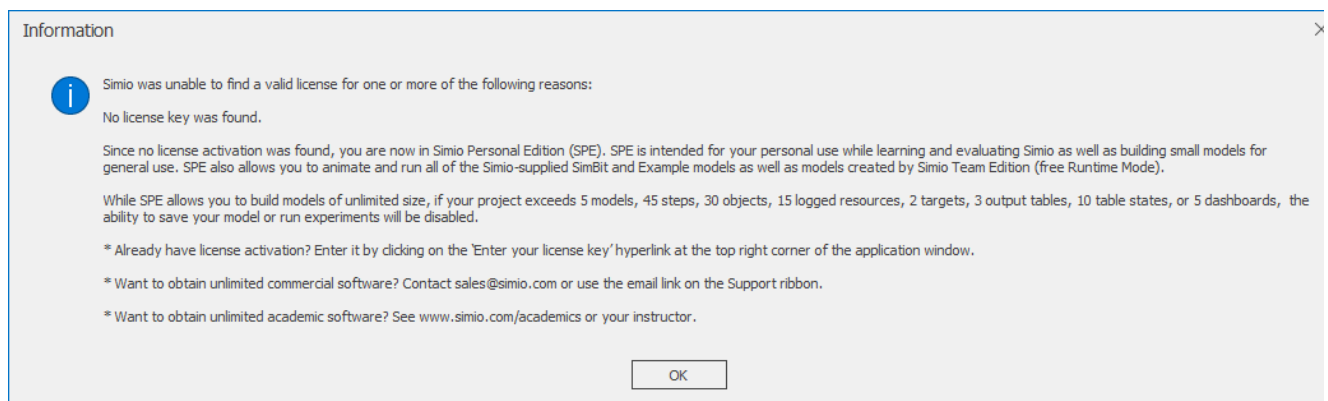 Information
Simio was unable to find a valid license for one or more of the following reasons:
No license key was found.
Since no license activation was found, you are now in Simio Personal Edition (SPE). SPE is intended for your personal use while learning and evaluating Simio as well as building small models for
general use. SPE also allows you to animate and run all of the Simio-supplied SimBit and Example models as well as models created by Simio Team Edition (free Runtime Mode).
While SPE allows you to build models of unlimited size, if your project exceeds 5 models, 45 steps, 30 objects, 15 logged resources, 2 targets, 3 output tables, 10 table states, or 5 dashboards, the
ability to save your model or run experiments will be disabled.
* Already have license activation? Enter it by clicking on the 'Enter your license key' hyperlink at the top right corner of the application window.
* Want to obtain unlimited commercial software? Contact sales@simio.com or use the email link on the Support ribbon.
* Want to obtain unlimited academic software? See www.simio.com/academics or your instructor.
OK